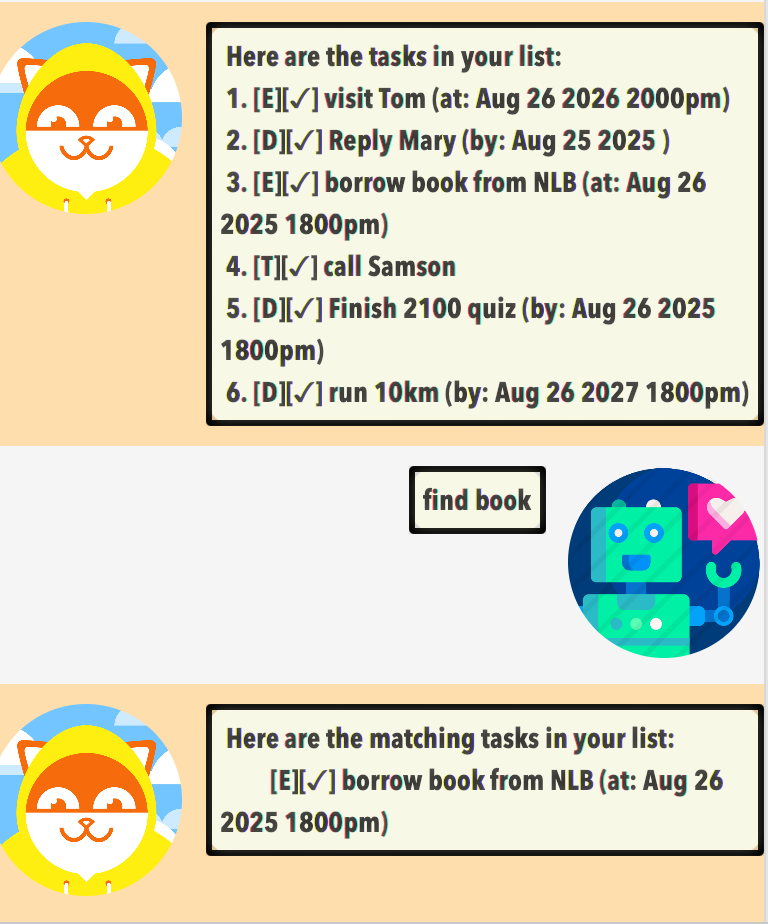 Here are the tasks in your list:
1. [E][✓] visit Tom (at: Aug 26 2026 2000pm)
2. [D][✓] Reply Mary (by: Aug 25 2025 )
3. [E][✓] borrow book from NLB (at: Aug 26
2025 1800pm)
4. [T][✓] call Samson
5. [D][✓] Finish 2100 quiz (by: Aug 26 2025
1800pm)
6. [D][✓] run 10km (by: Aug 26 2027 1800pm)
find book
Here are the matching tasks in your list:
[E][✓] borrow book from NLB (at: Aug 26
2025 1800pm)